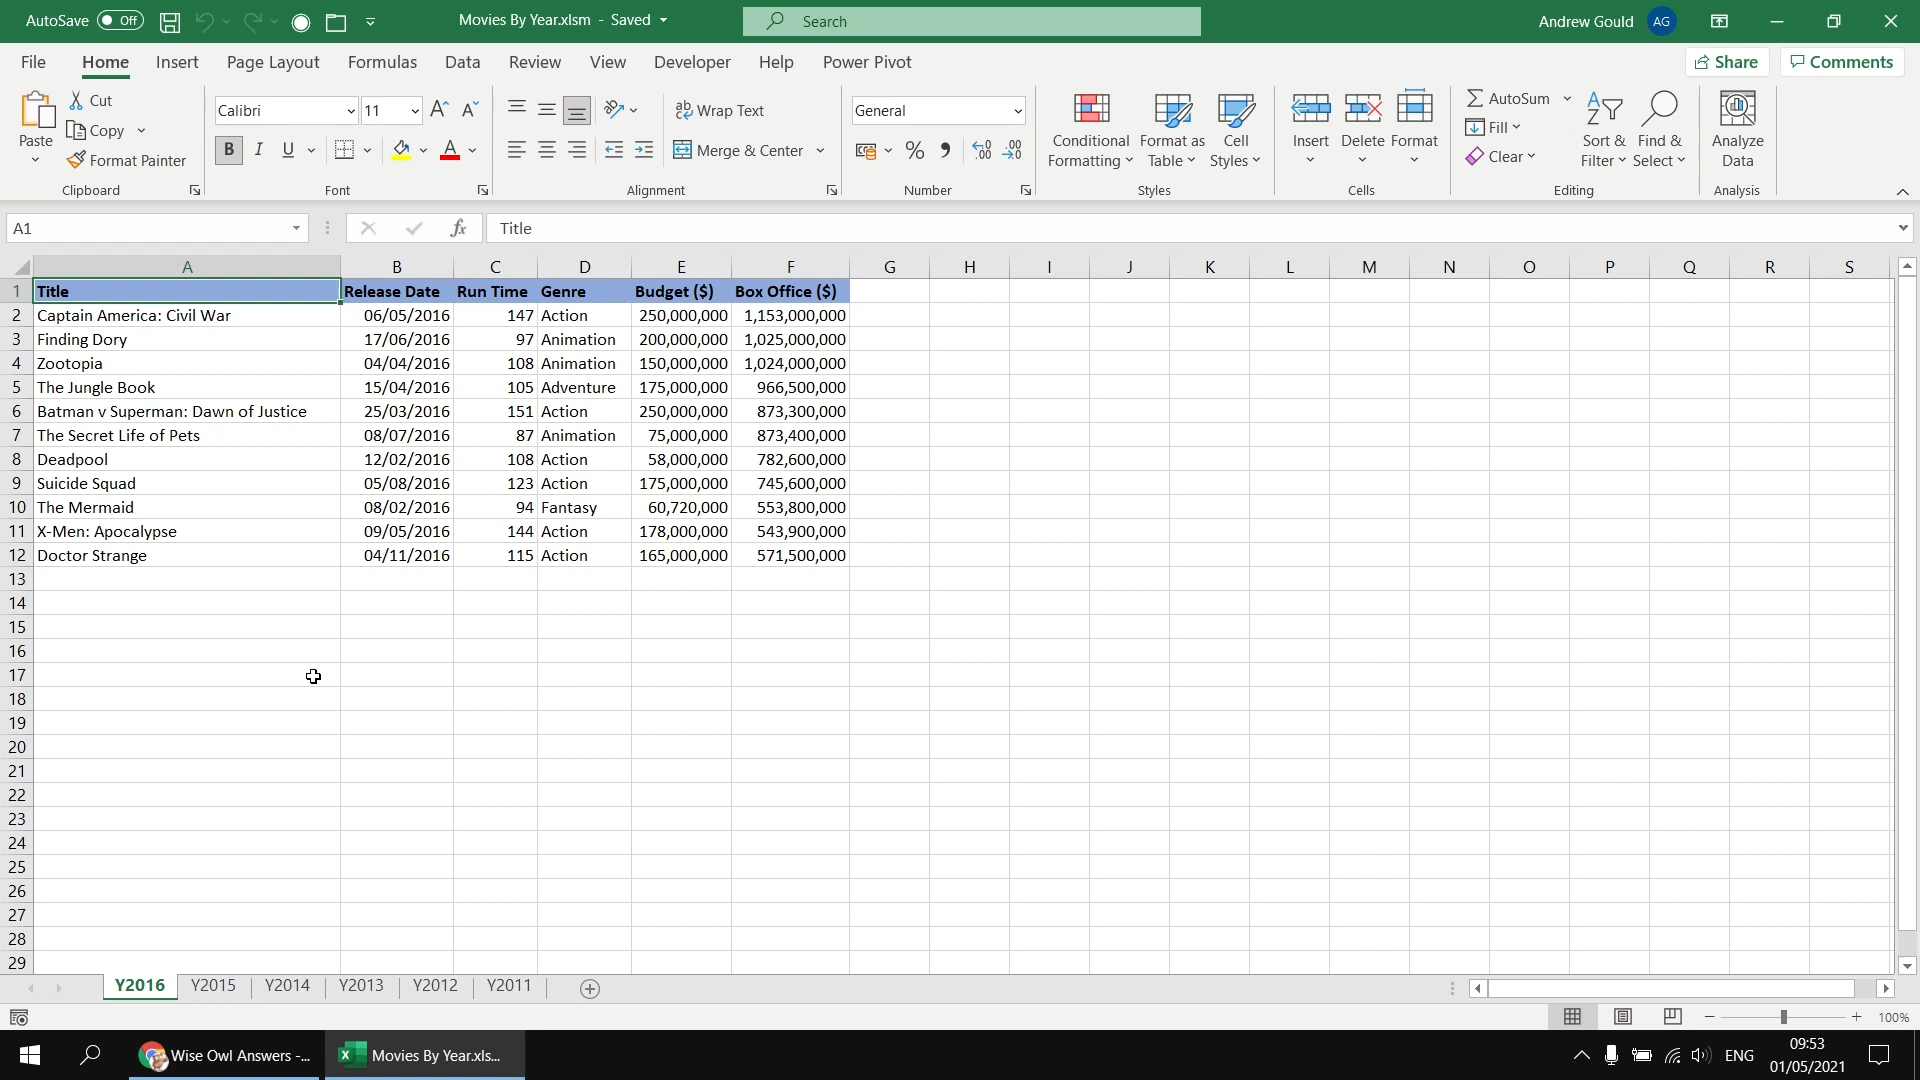 AutoSave Off Movies By Year.xlsm - Saved Search Andrew Gould AG
File Home Insert Page Layout Formulas Data Review View Developer Help Power Pivot Share Comments
Paste Cut Copy Format Painter Clipboard
Calibri 11 B I U A Font
ab Wrap Text Merge & Center Alignment
General % Number
Conditional Formatting Format as Table Cell Styles Styles
Insert Delete Format Cells
AutoSum Fill Clear Sort & Filter Find & Select Editing
Analyze Data Analysis
A1 fx Title
A B C D E F G H I J K L M N O P Q R S
1 Title Release Date Run Time Genre Budget ($) Box Office ($)
2 Captain America: Civil War 06/05/2016 147 Action 250,000,000 1,153,000,000
3 Finding Dory 17/06/2016 97 Animation 200,000,000 1,025,000,000
4 Zootopia 04/04/2016 108 Animation 150,000,000 1,024,000,000
5 The Jungle Book 15/04/2016 105 Adventure 175,000,000 966,500,000
6 Batman v Superman: Dawn of Justice 25/03/2016 151 Action 250,000,000 873,300,000
7 The Secret Life of Pets 08/07/2016 87 Animation 75,000,000 873,400,000
8 Deadpool 12/02/2016 108 Action 58,000,000 782,600,000
9 Suicide Squad 05/08/2016 123 Action 175,000,000 745,600,000
10 The Mermaid 08/02/2016 94 Fantasy 60,720,000 553,800,000
11 X-Men: Apocalypse 09/05/2016 144 Action 178,000,000 543,900,000
12 Doctor Strange 04/11/2016 115 Action 165,000,000 571,500,000
13
14
15
16
17
18
19
20
21
22
23
24
25
26
27
28
29
Y2016 Y2015 Y2014 Y2013 Y2012 Y2011
100%
Wise Owl Answers -... Movies By Year.xls... ENG 09:53
01/05/2021